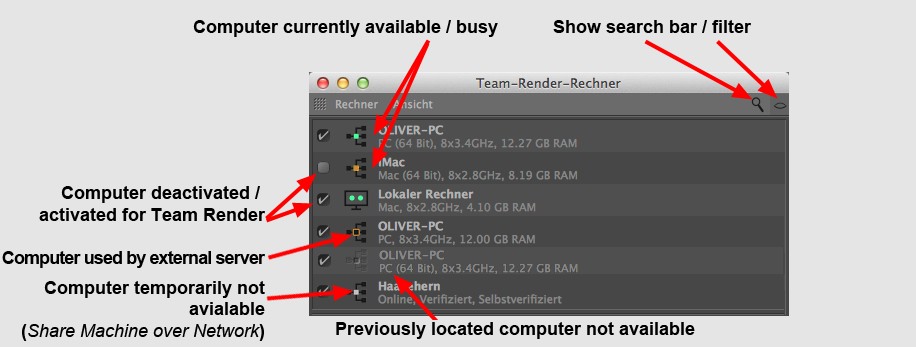 Computer currently available / busy
Show search bar / filter
Team-Render-Rechner
Rechner Ansicht
OLIVER-PC
PC (64 Bit), 8x3.4GHz, 12.27 GB RAM
iMac
Mac (64 Bit), 8x2.8GHz, 8.19 GB RAM
Computer deactivated /
activated for Team Render
Lokaler Rechner
Mac, 8x2.8GHz, 4.10 GB RAM
OLIVER-PC
PC, 8x3.4GHz, 12.00 GB RAM
Computer used by external server
OLIVER-PC
PC (64 Bit), 8x3.4GHz, 12.27 GB RAM
Computer temporarily not
avialable
(Share Machine over Network)
Online, Verifiziert, Selbstverifiziert
Previously located computer not available